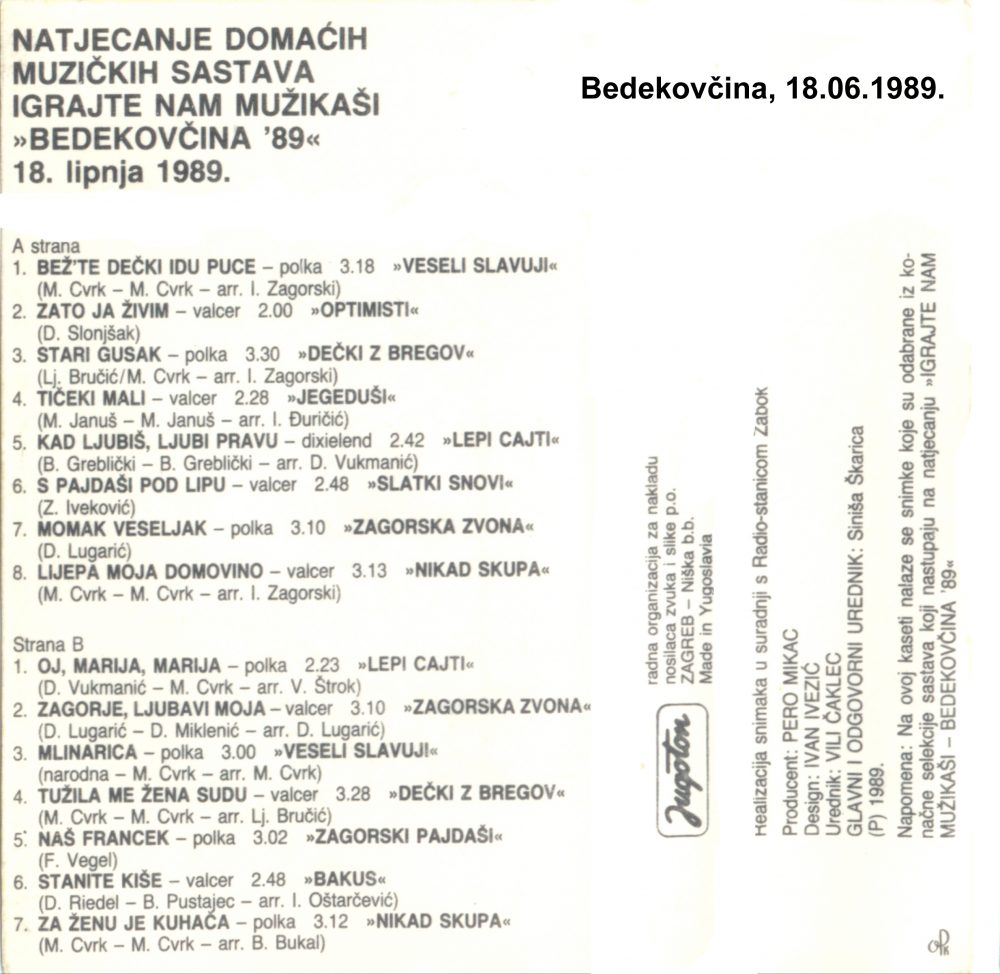 NATJECANJE DOMAĆIH
MUZIČKIH SASTAVA
IGRAJTE NAM MUŽIKAŠI
»BEDEKOVČINA '89«
18. lipnja 1989.
Bedekovčina, 18.06.1989.
A strana
1. BEŽ'TE DEČKI IDU PUCE – polka 3.18 »VESELI SLAVUJI«
(M. Cvrk – M. Cvrk – arr. I. Zagorski)
2. ZATO JA ŽIVIM – valcer 2.00 »OPTIMISTI«
(D. Slonjšak)
3. STARI GUSAK – polka 3.30 »DEČKI Z BREGOV«
(Lj. Bručić/M. Cvrk – arr. I. Zagorski)
4. TIČEKI MALI – valcer 2.28 »JEGEDUŠI«
(M. Januš – M. Januš – arr. I. Đuričić)
5. KAD LJUBIŠ, LJUBI PRAVU – dixielend 2.42 »LEPI CAJTI«
(B. Greblički – B. Greblički – arr. D. Vukmanić)
6. S PAJDAŠI POD LIPU – valcer 2.48 »SLATKI SNOVI«
(Z. Iveković)
7. MOMAK VESELJAK – polka 3.10 »ZAGORSKA ZVONA«
(D. Lugarić)
8. LIJEPA MOJA DOMOVINO – valcer 3.13 »NIKAD SKUPA«
(M. Cvrk – M. Cvrk – arr. I. Zagorski)
Strana B
1. OJ, MARIJA, MARIJA – polka 2.23 »LEPI CAJTI«
(D. Vukmanić – M. Cvrk – arr. V. Štrok)
2. ZAGORJE, LJUBAVI MOJA – valcer 3.10 »ZAGORSKA ZVONA«
(D. Lugarić – D. Miklenić – arr. D. Lugarić)
3. MLINARICA – polka 3.00 »VESELI SLAVUJI«
(narodna – M. Cvrk – arr. M. Cvrk)
4. TUŽILA ME ŽENA SUDU – valcer 3.28 »DEČKI Z BREGOV«
(M. Cvrk – M. Cvrk – arr. Lj. Bručić)
5. NAŠ FRANCEK – polka 3.02 »ZAGORSKI PAJDAŠI«
(F. Vegel)
6. STANITE KIŠE – valcer 2.48 »BAKUS«
(D. Riedel – B. Pustajec – arr. I. Oštarčević)
7. ZA ŽENU JE KUHAČA – polka 3.12 »NIKAD SKUPA«
(M. Cvrk – M. Cvrk – arr. B. Bukal)
Jugoton
radna organizacija za nakladu
nosilaca zvuka i slike p.o.
ZAGREB – Niška b.b.
Made in Yugoslavia
Realizacija snimaka u suradnji s Radio-stanicom Zabok
Producent: PERO MIKAC
Design: IVAN IVEZIĆ
Urednik: VILI ČAKLEC
GLAVNI I ODGOVORNI UREDNIK: Siniša Škarica
(P) 1989.
Napomena: Na ovoj kaseti nalaze se snimke koje su odabrane iz ko-
načne selekcije sastava koji nastupaju na natjecanju »IGRAJTE NAM
MUŽIKAŠI – BEDEKOVČINA '89«